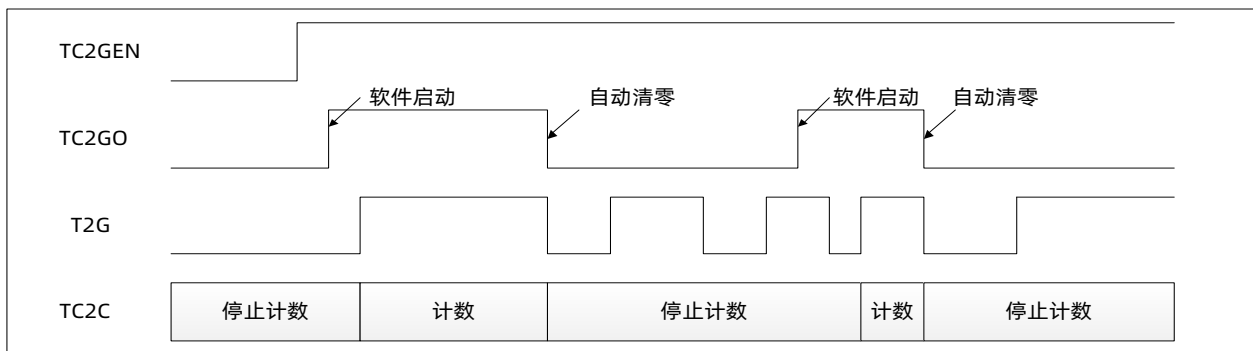 TC2GEN
软件启动 自动清零 软件启动 自动清零
TC2GO
T2G
TC2C 停止计数 计数 停止计数 计数 停止计数